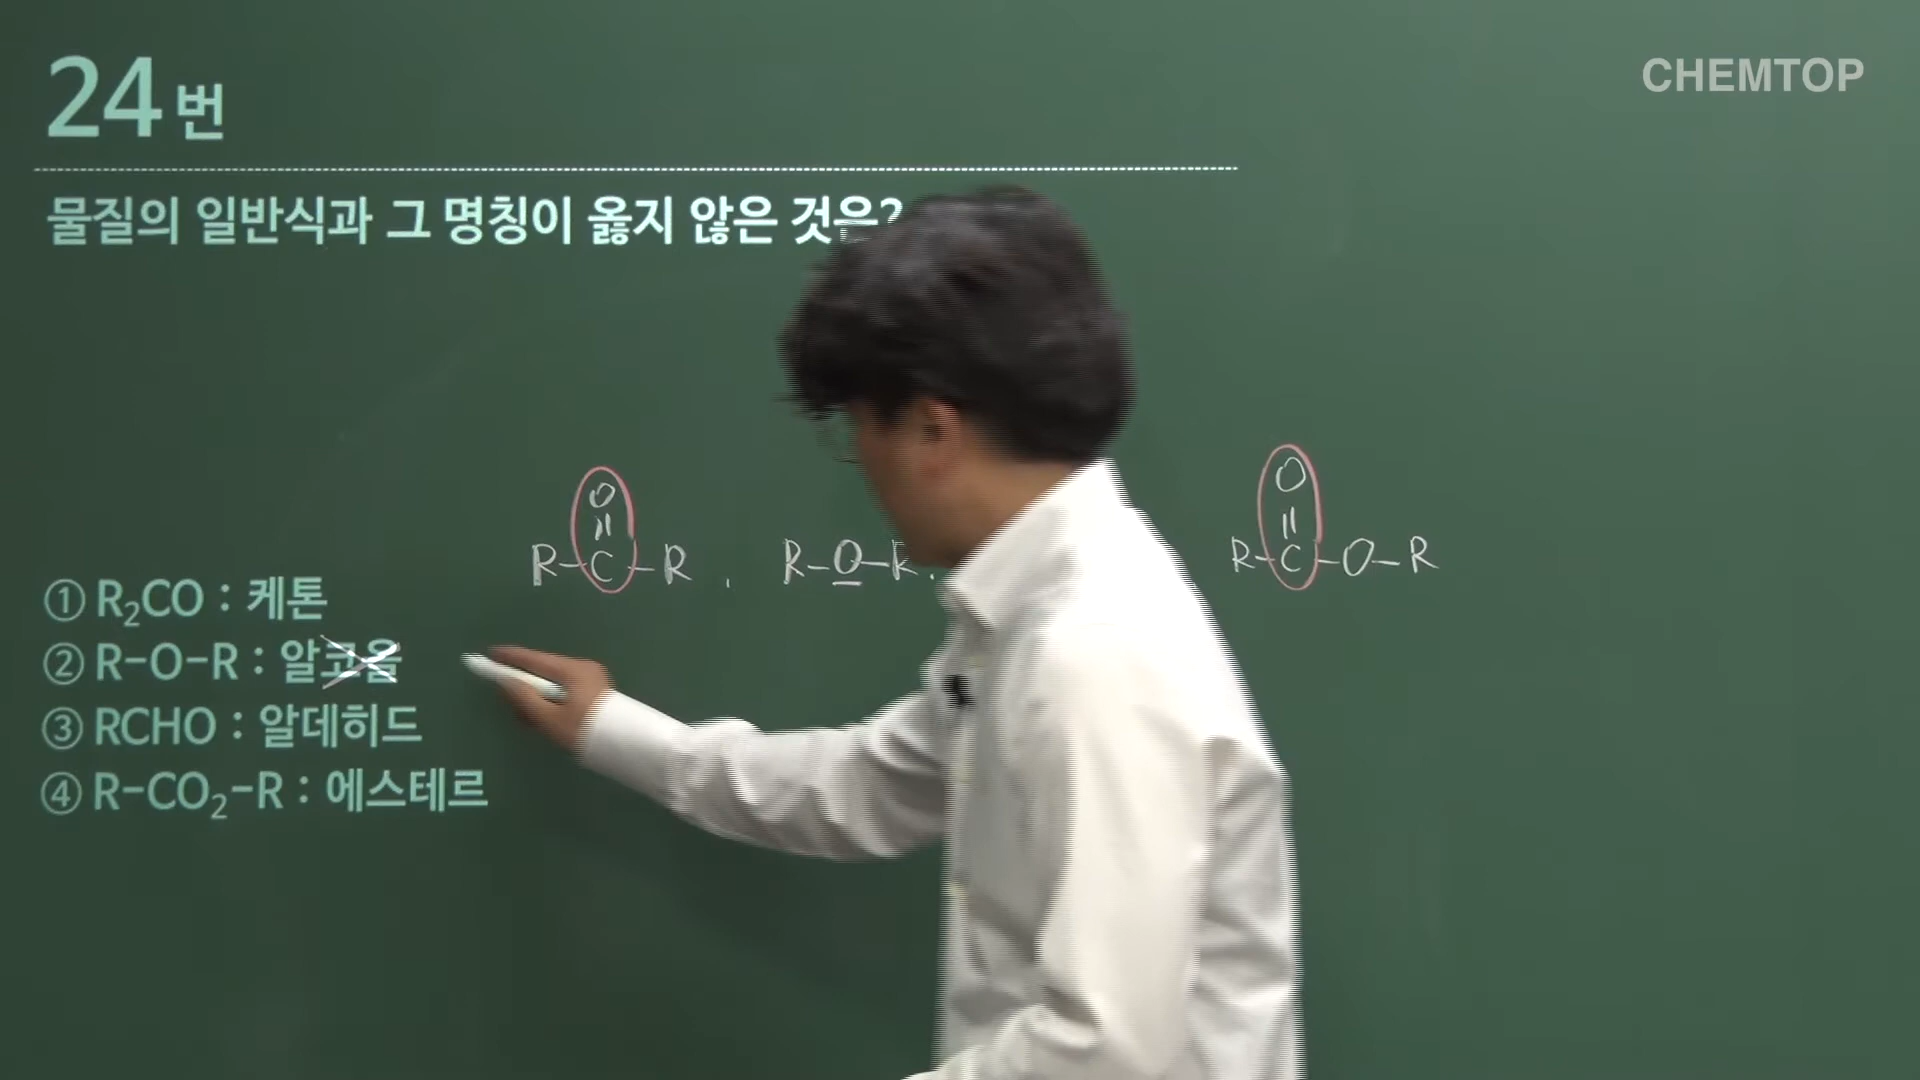 CHEMTOP
24번
물질의 일반식과 그 명칭이 옳지 않은 것은?
O O
R-C-R , R-O-R. R-C-O-R
① R₂CO : 케톤
② R-O-R : 알코올
③ RCHO : 알데히드
④ R-CO₂-R : 에스테르